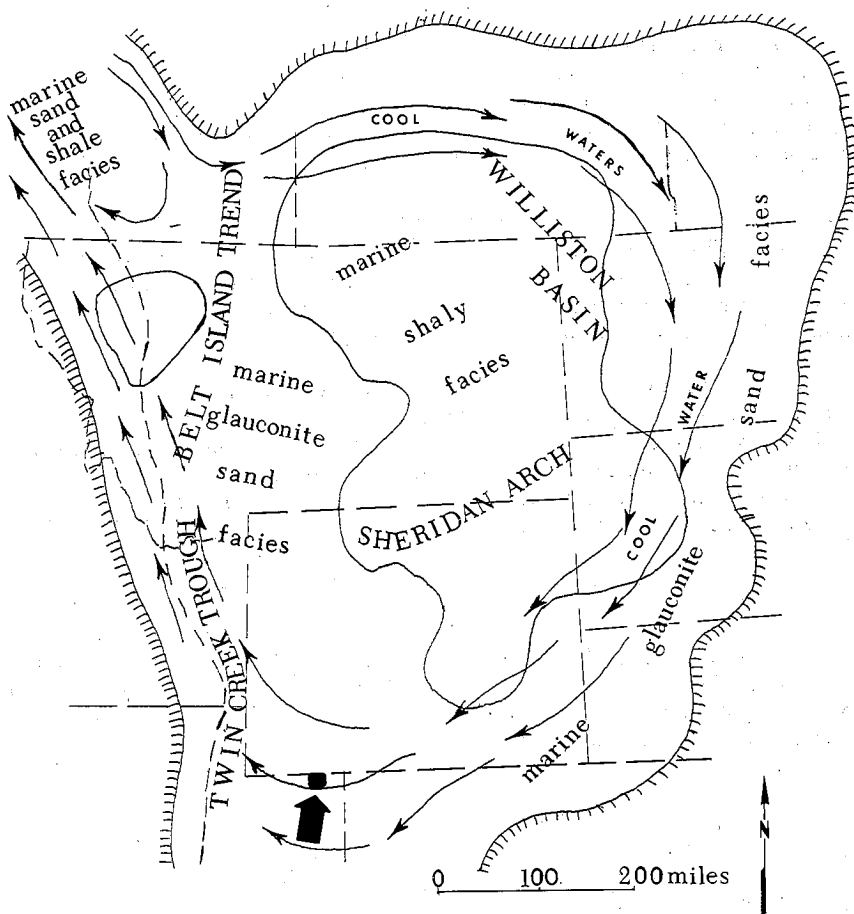 marine
sand
and
shale
facies
COOL
WATERS
WILLISTON
BASIN
facies
BELT ISLAND TREND
marine
shaly
facies
marine
glauconite
sand
facies
WATER
sand
SHERIDAN ARCH
COOL
glauconite
TWIN CREEK TROUGH
marine
N
0 100 200 miles